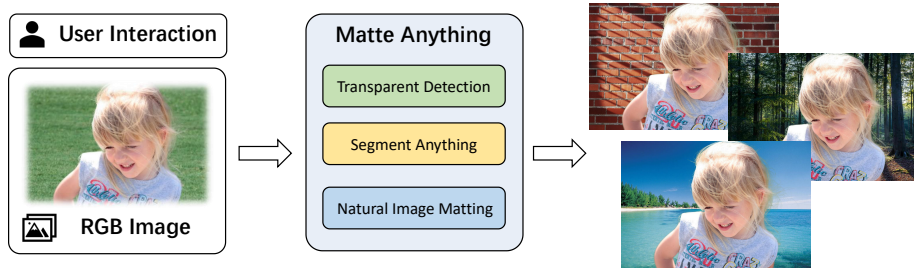 User Interaction
RGB Image
Matte Anything
Transparent Detection
Segment Anything
Natural Image Matting